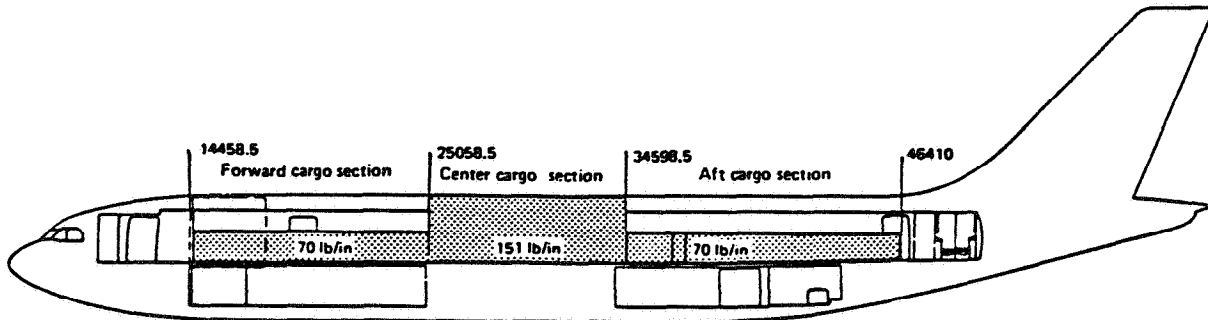 14458.5
25058.5
34598.5
46410
Forward cargo section
Center cargo section
Aft cargo section
70 lb/in
151 lb/in
70 lb/in